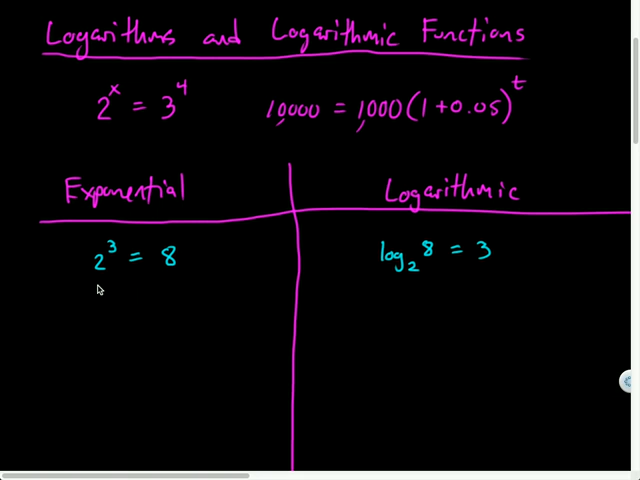 Logarithms and Logarithmic Functions
2^x = 3^4 10,000 = 1,000(1+0.05)^t
Exponential Logarithmic
2^3 = 8 log_2 8 = 3